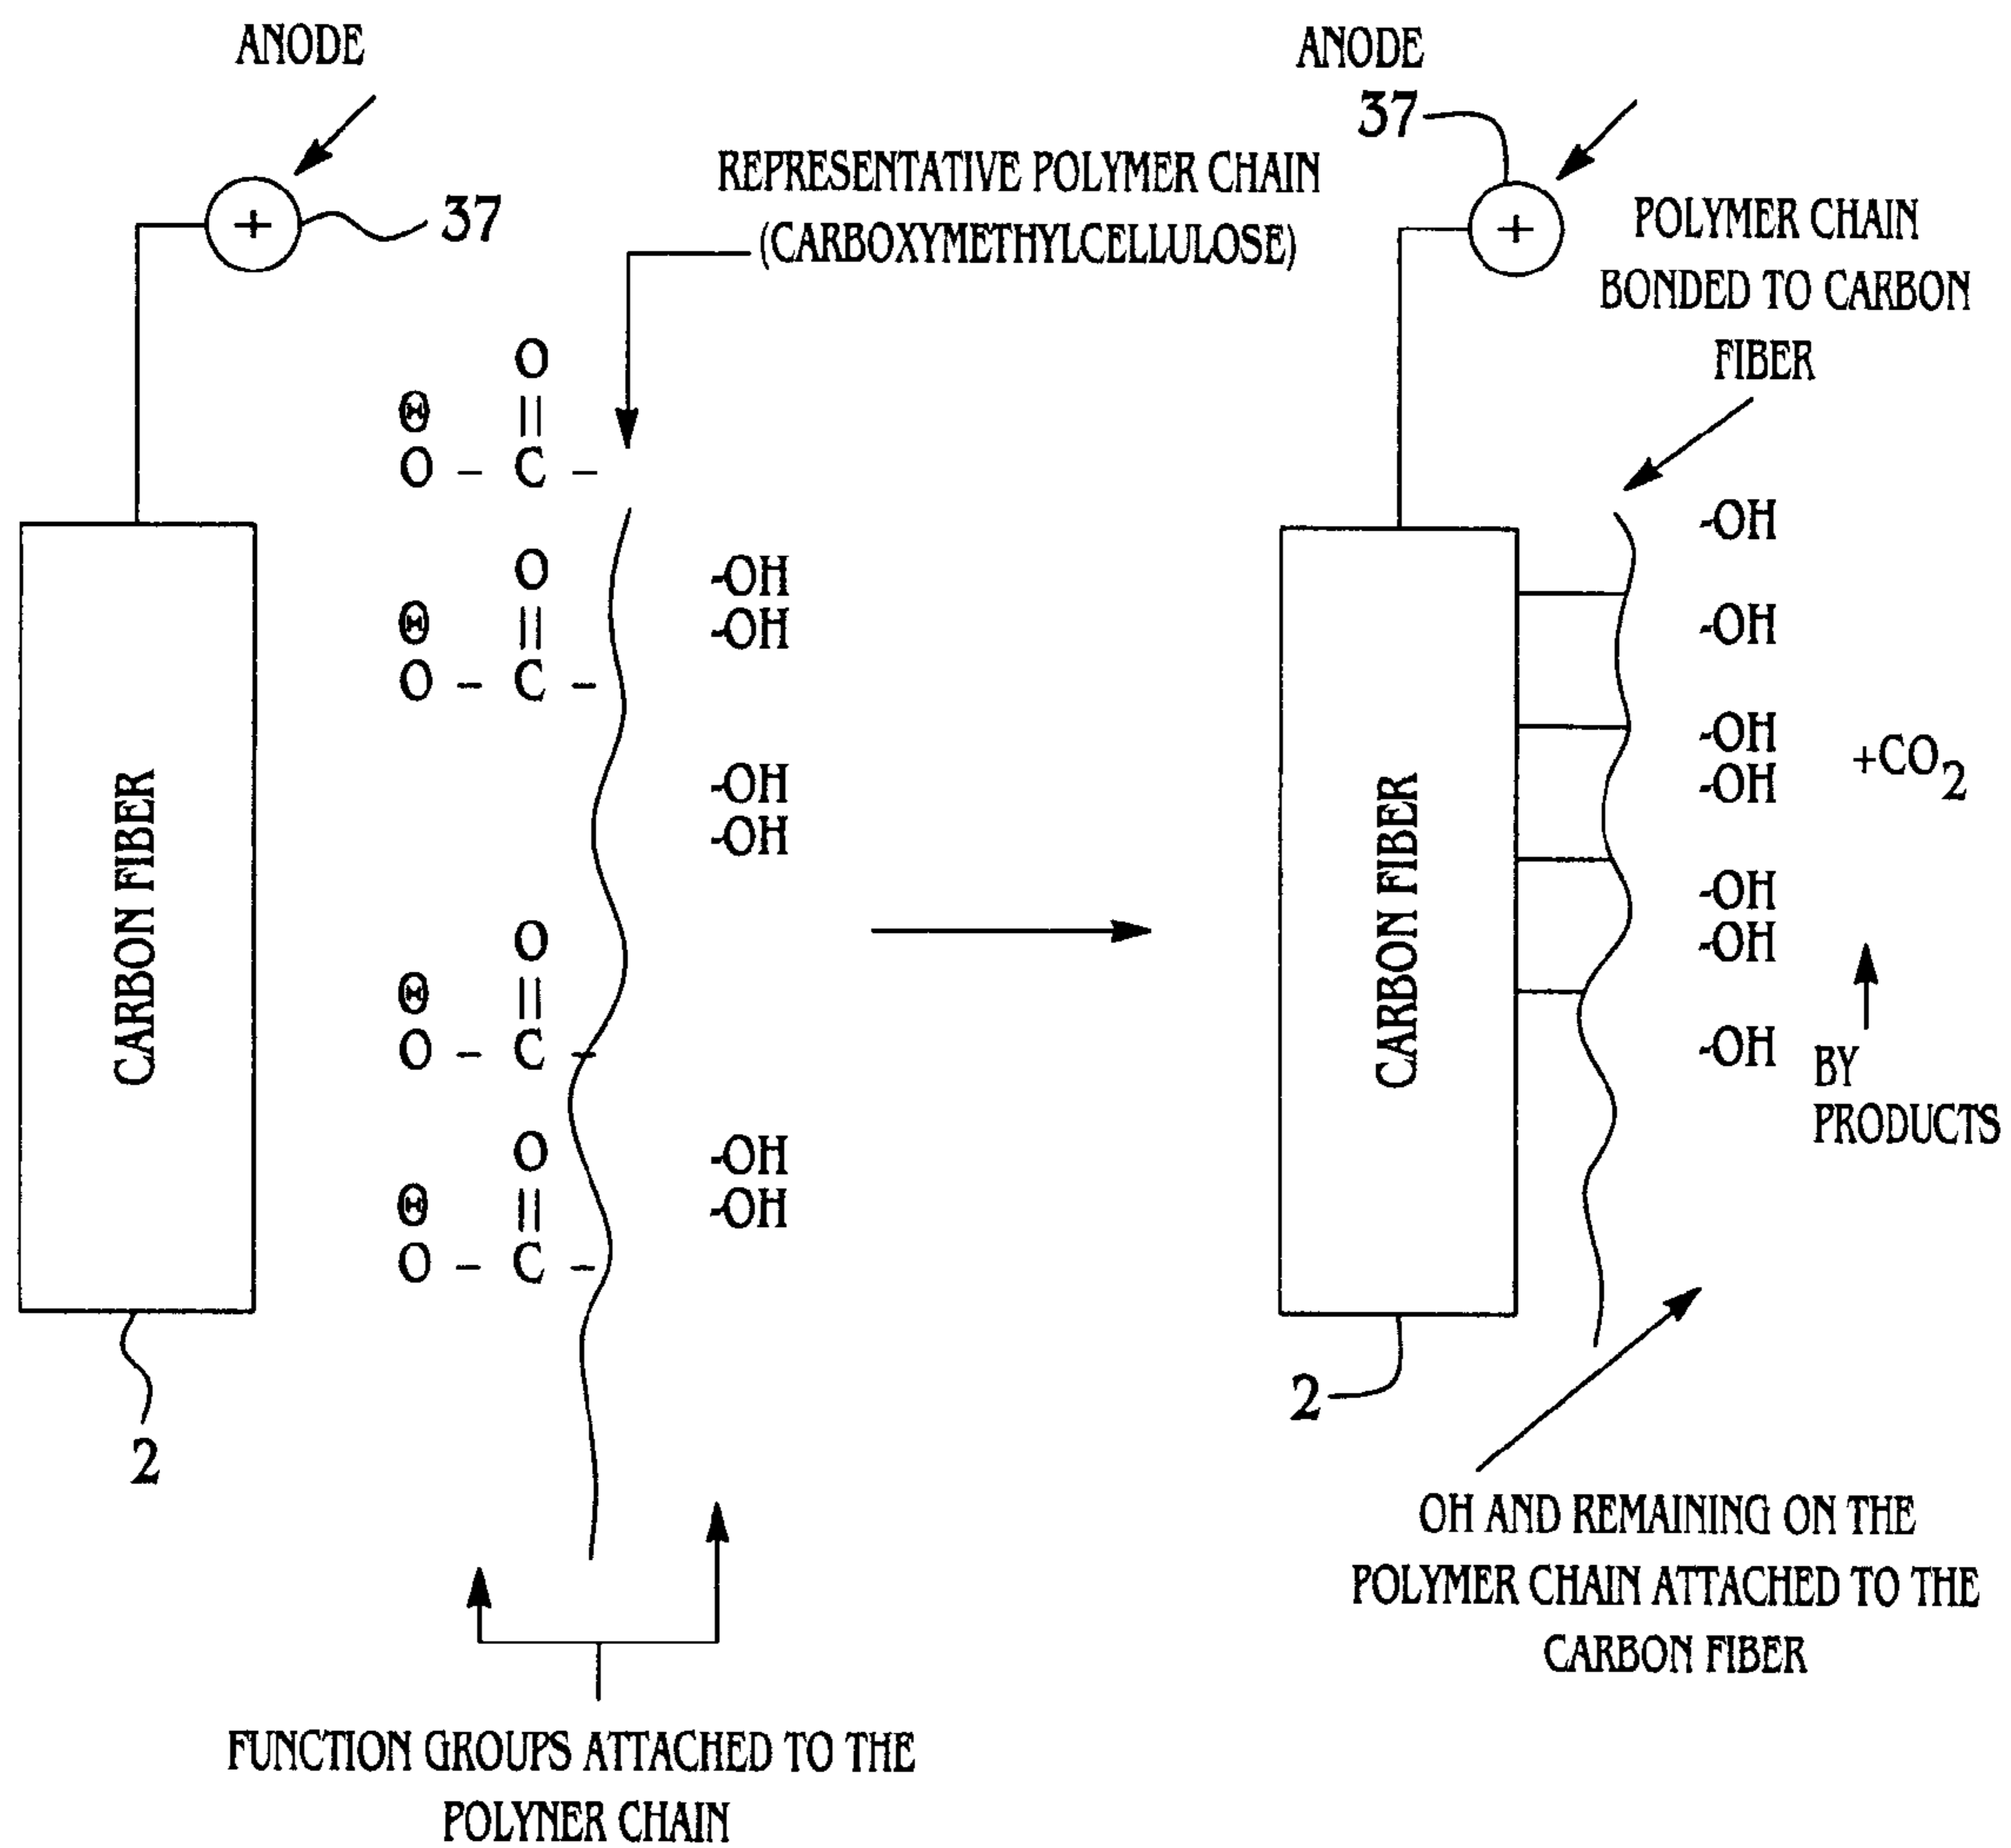 ANODE
37
REPRESENTATIVE POLYMER CHAIN
(CARBOXYMETHYLCELLULOSE)
O
Θ
||
O – C –
O
Θ
||
O – C –
-OH
-OH
-OH
-OH
O
Θ
||
O – C –
O
Θ
||
O – C –
-OH
-OH
CARBON FIBER
2
FUNCTION GROUPS ATTACHED TO THE
POLYNER CHAIN
ANODE
37
POLYMER CHAIN
BONDED TO CARBON
FIBER
CARBON FIBER
-OH
-OH
-OH
-OH
-OH
-OH
-OH
+CO2
BY
PRODUCTS
2
OH AND REMAINING ON THE
POLYMER CHAIN ATTACHED TO THE
CARBON FIBER